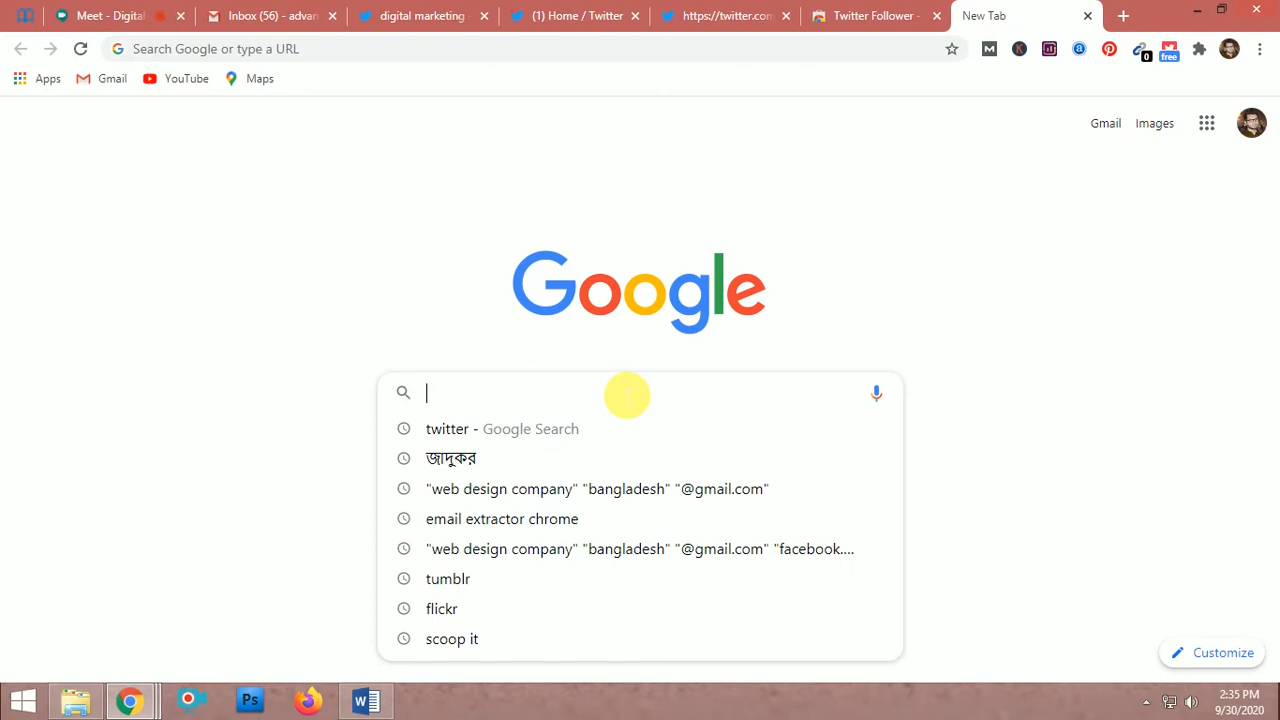 Meet - Digital
Inbox (56) - advan
digital marketing
(1) Home / Twitter
https://twitter.com
Twitter Follower -
New Tab
Search Google or type a URL
0
free
Apps
Gmail
YouTube
Maps
Gmail
Images
Google
twitter - Google Search
জাদুকর
"web design company" "bangladesh" "@gmail.com"
email extractor chrome
"web design company" "bangladesh" "@gmail.com" "facebook....
tumblr
flickr
scoop it
Customize
Ps
2:35 PM
9/30/2020